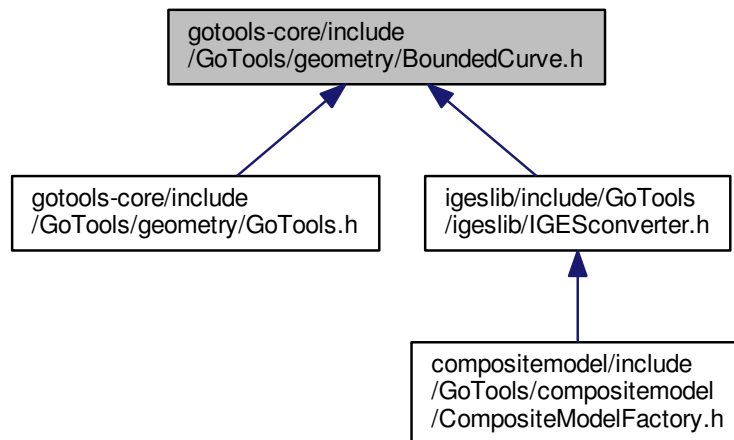 gotools-core/include
/GoTools/geometry/BoundedCurve.h
gotools-core/include
/GoTools/geometry/GoTools.h
igeslib/include/GoTools
/igeslib/IGESconverter.h
compositemodel/include
/GoTools/compositemodel
/CompositeModelFactory.h